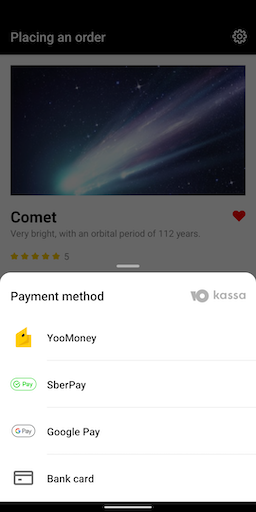 Placing an order
Comet
Very bright, with an orbital period of 112 years.
5
Payment method
kassa
YooMoney
Pay
SberPay
G Pay
Google Pay
Bank card